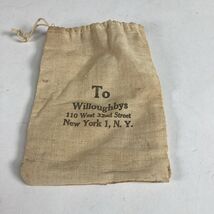 To
Willoughbys
110 West 32nd Street
New York 1, N. Y.